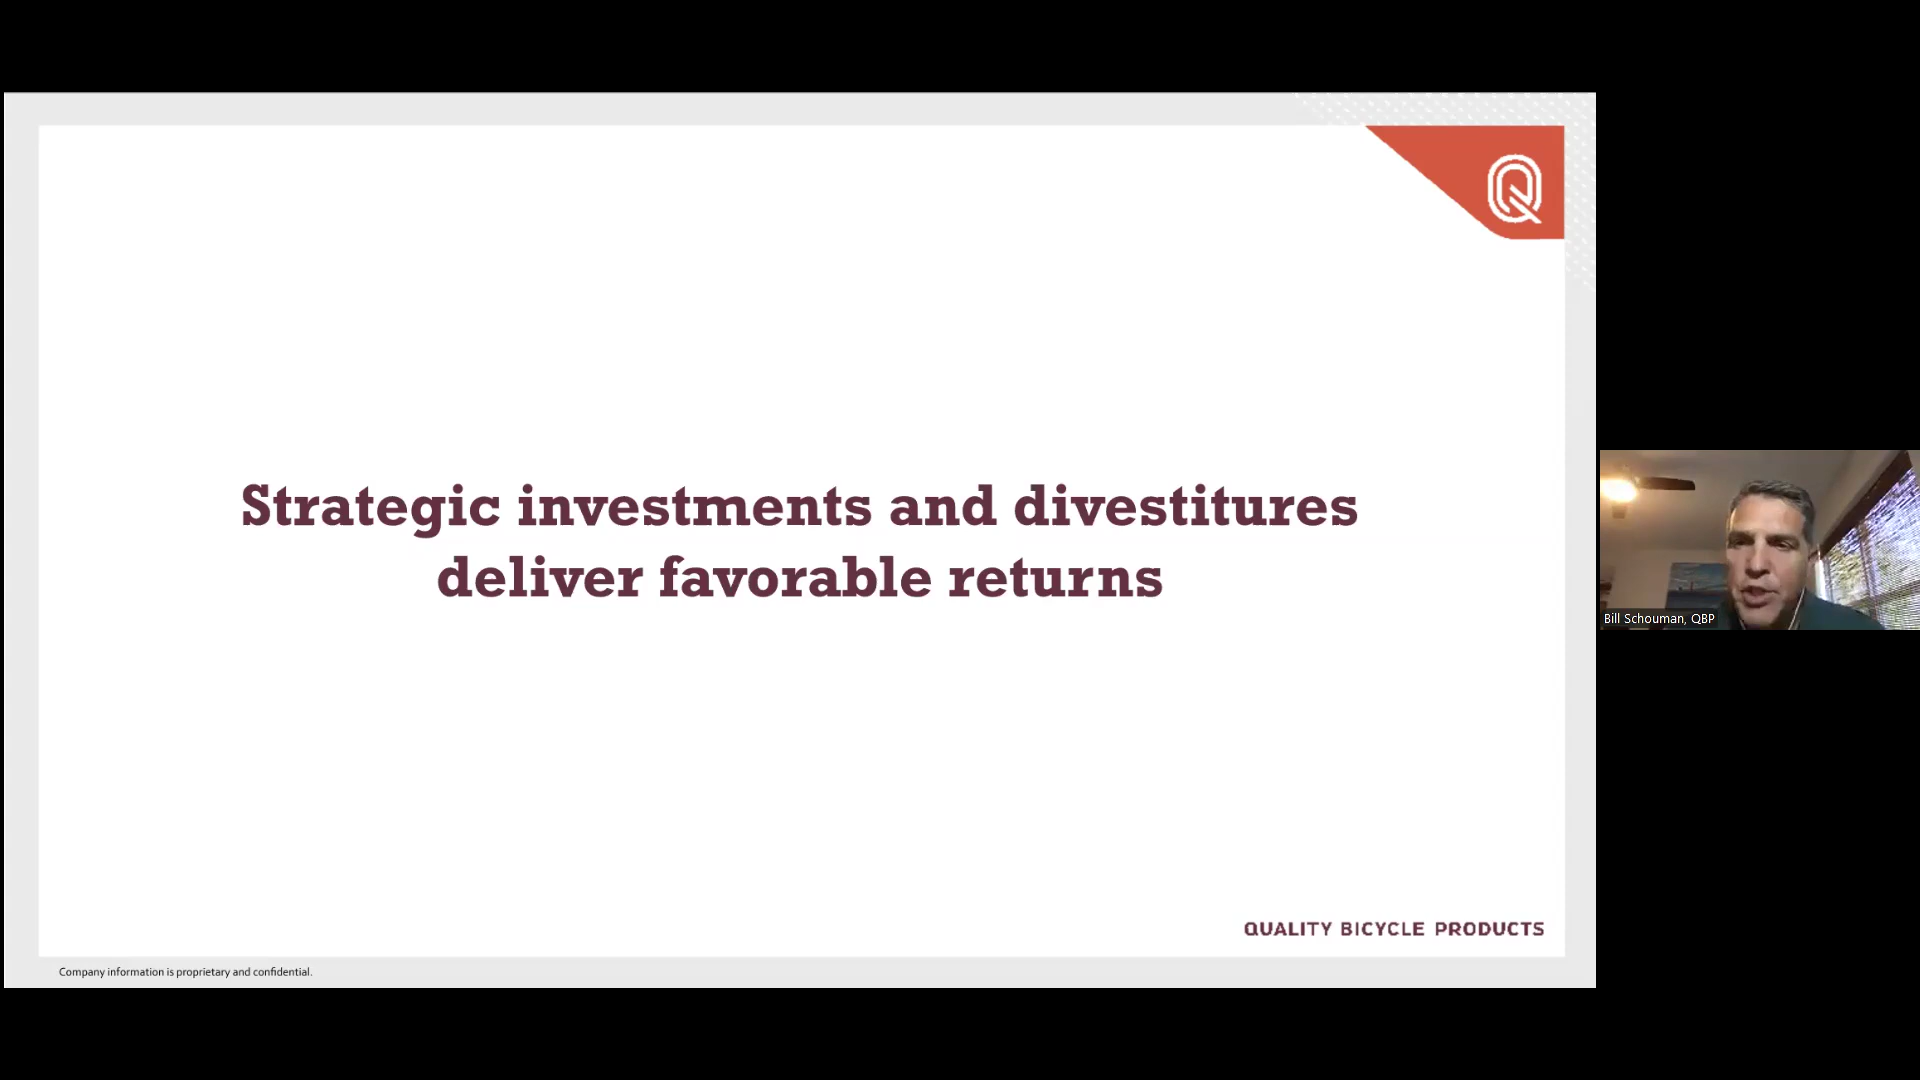 Q
Strategic investments and divestitures
deliver favorable returns
QUALITY BICYCLE PRODUCTS
Company information is proprietary and confidential.
Bill Schouman, QBP